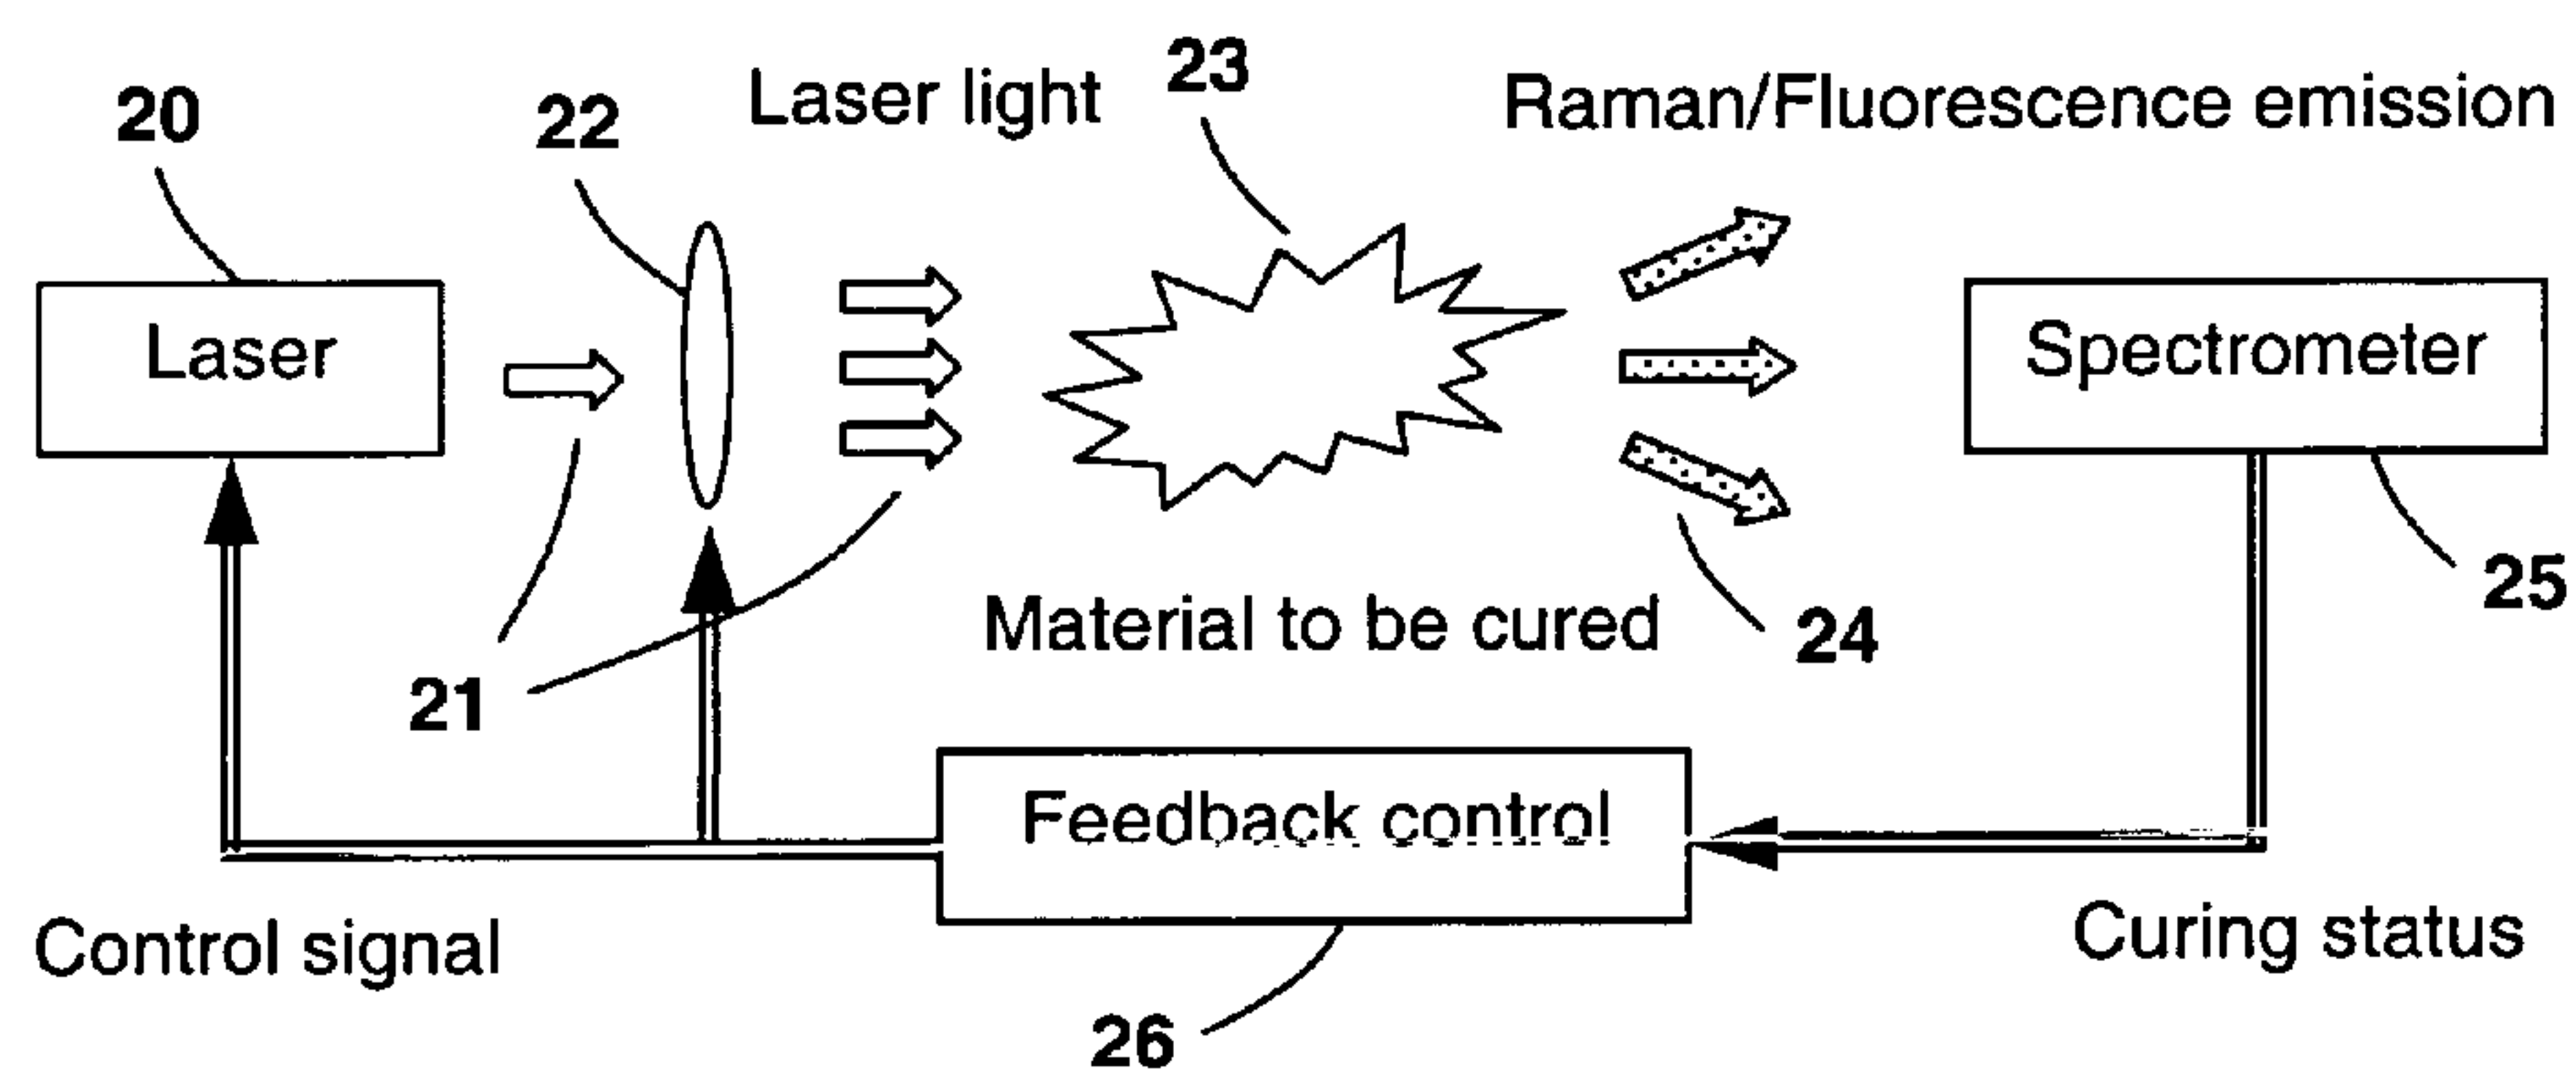 20
22
Laser light
23
Raman/Fluorescence emission
Laser
Spectrometer
21
Material to be cured
24
25
Feedback control
Control signal
Curing status
26